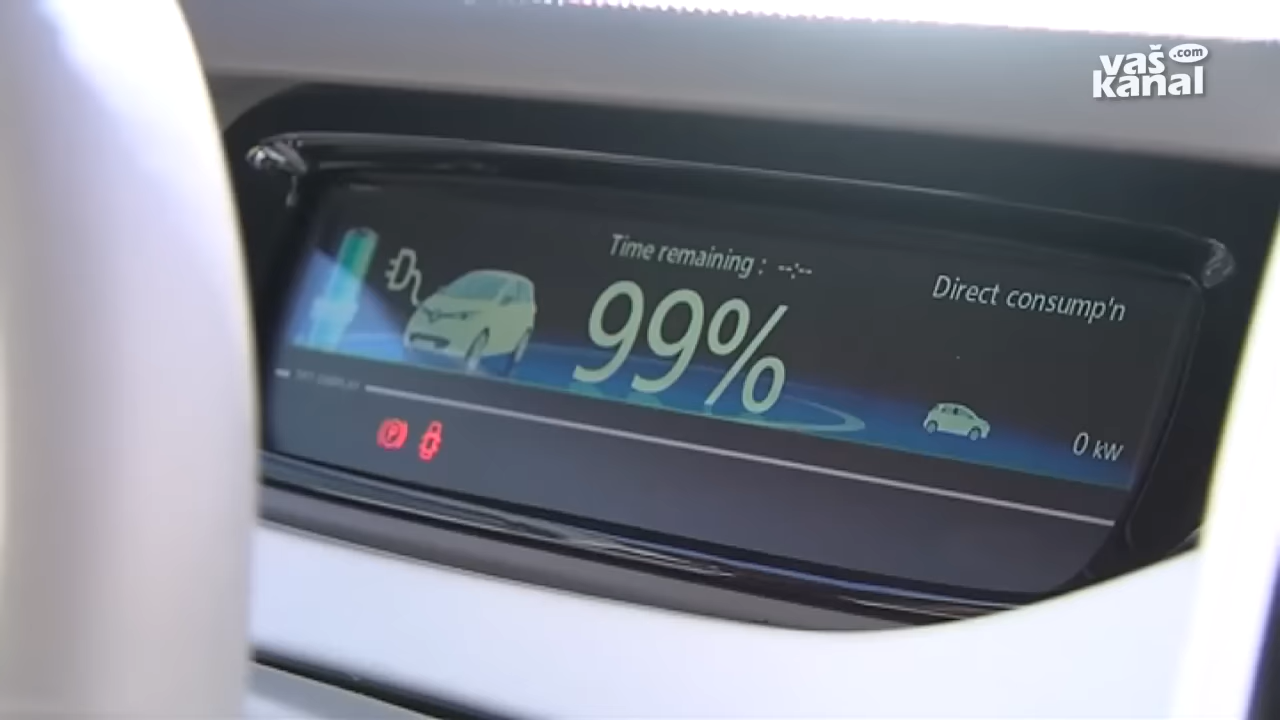 vaš .com
kanal
Time remaining : --:--
99%
Direct consump'n
0 kW
P